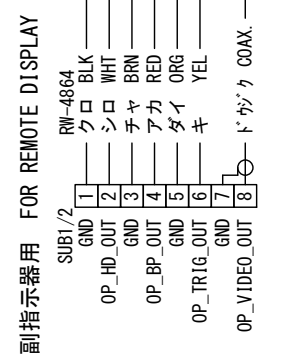 副指示器用 FOR REMOTE DISPLAY
SUB1/2
RW-4864
GND 1 クロ BLK
OP_HD_OUT 2 シロ WHT
GND 3 チャ BRN
OP_BP_OUT 4 アカ RED
GND 5 ダイ ORG
OP_TRIG_OUT 6 キ YEL
GND 7
OP_VIDEO_OUT 8 ドウジク COAX.